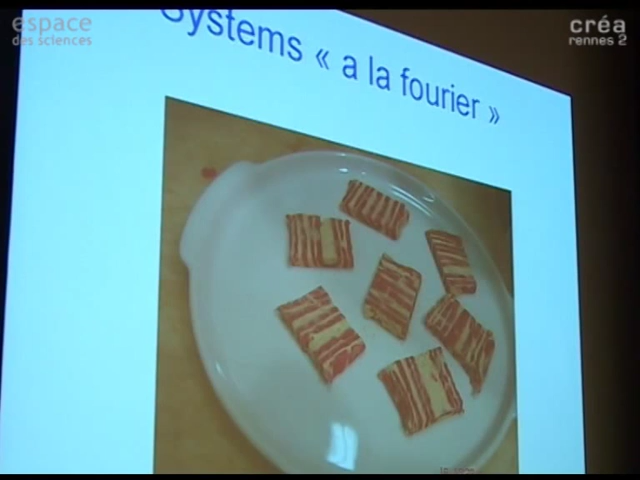 espace
des sciences
créa
rennes 2
Systems « a la fourier »